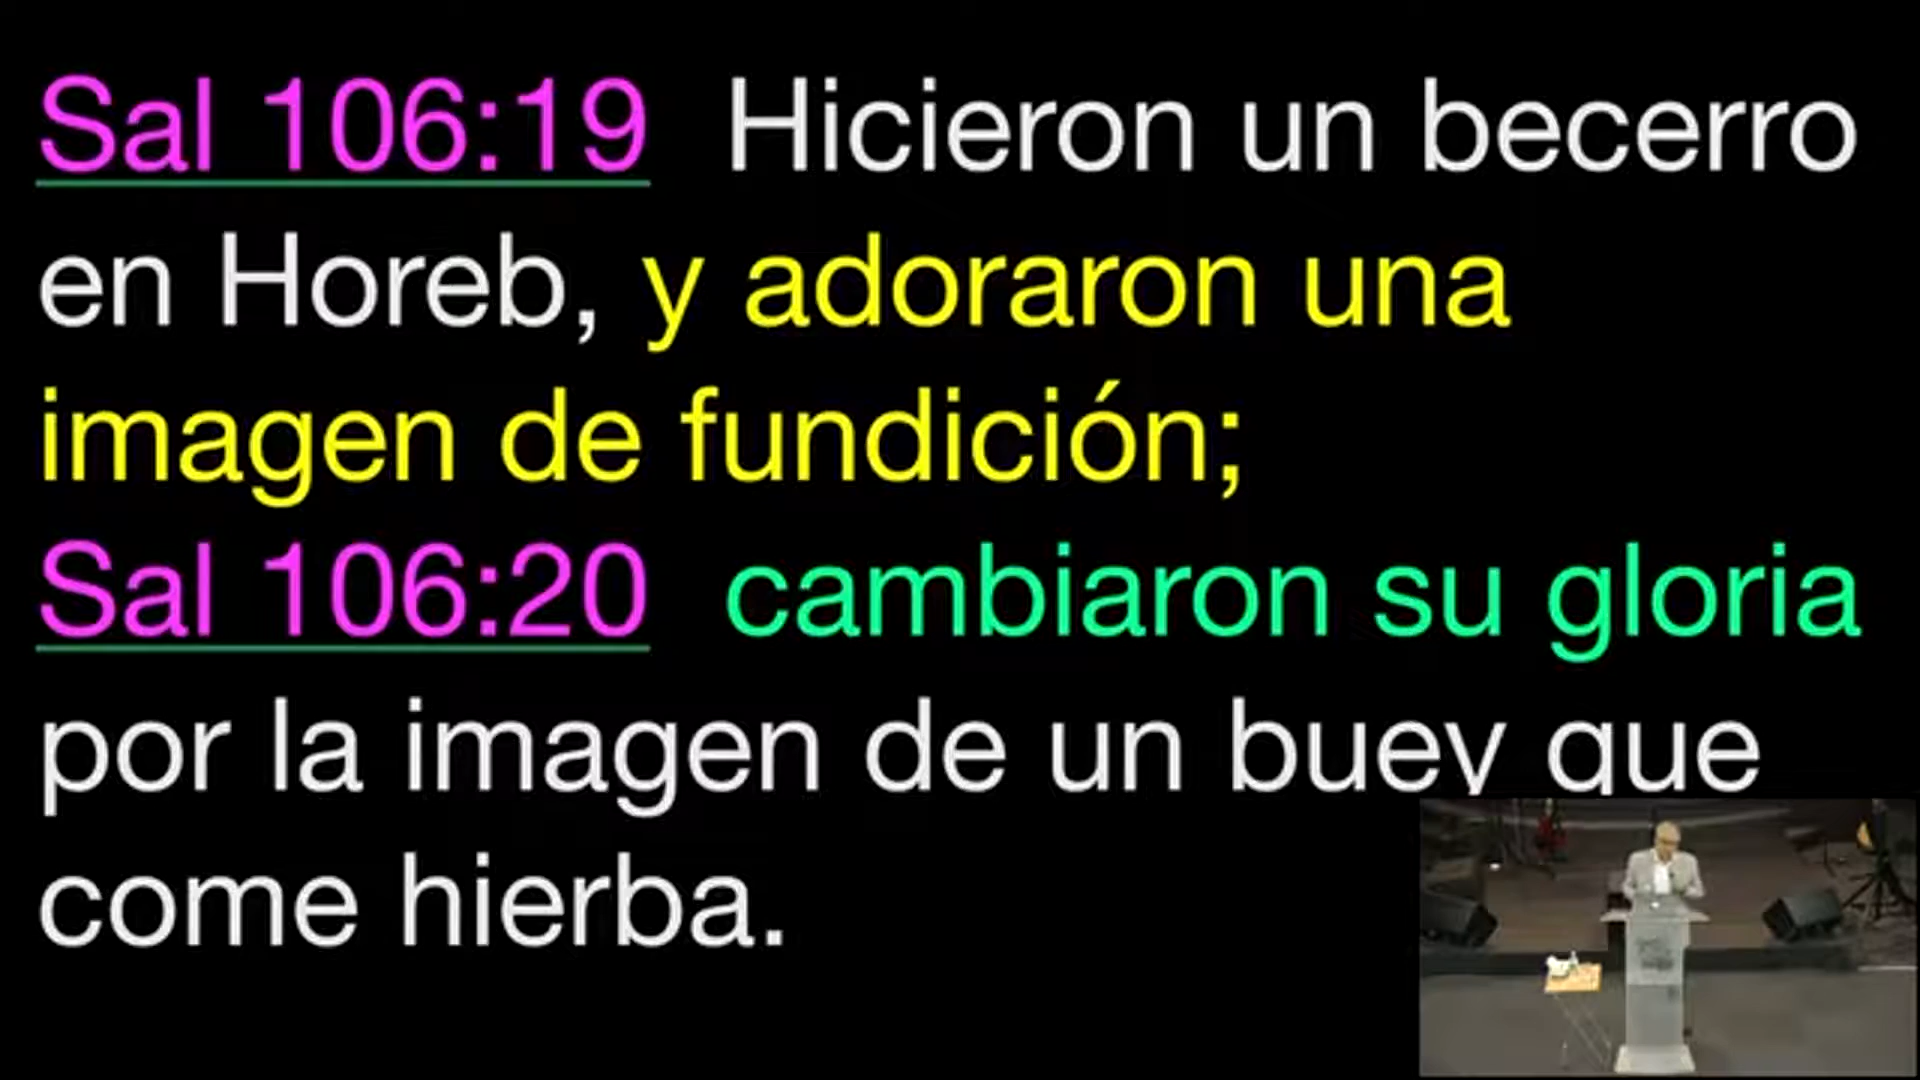 Sal 106:19 Hicieron un becerro
en Horeb, y adoraron una
imagen de fundición;
Sal 106:20 cambiaron su gloria
por la imagen de un buey que
come hierba.